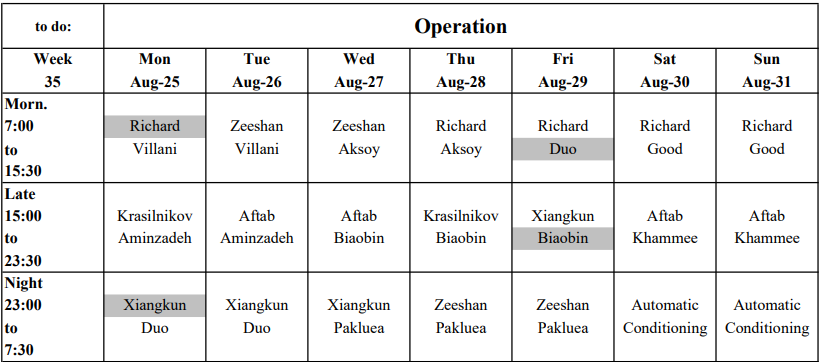 to do: Operation
Week Mon Tue Wed Thu Fri Sat Sun
35 Aug-25 Aug-26 Aug-27 Aug-28 Aug-29 Aug-30 Aug-31
Morn.
7:00 Richard Zeeshan Zeeshan Richard Richard Richard Richard
to Villani Villani Aksoy Aksoy Duo Good Good
15:30
Late
15:00 Krasilnikov Aftab Aftab Krasilnikov Xiangkun Aftab Aftab
to Aminzadeh Aminzadeh Biaobin Biaobin Biaobin Khammee Khammee
23:30
Night
23:00 Xiangkun Xiangkun Xiangkun Zeeshan Zeeshan Automatic Automatic
to Duo Duo Pakluea Pakluea Pakluea Conditioning Conditioning
7:30